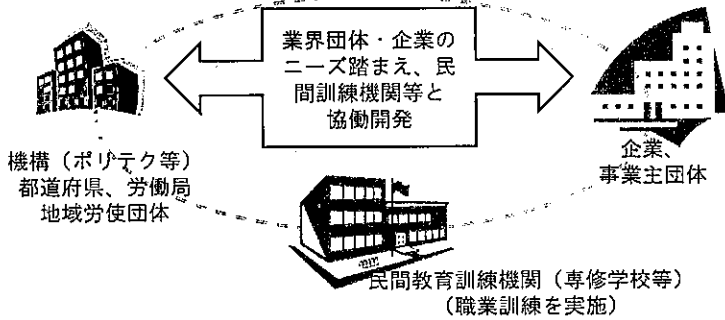 業界団体・企業の
ニーズ踏まえ、民
間訓練機関等と
協働開発
機構（ポリテク等）
都道府県、労働局
地域労使団体
企業、
事業主団体
民間教育訓練機関（専修学校等）
（職業訓練を実施）